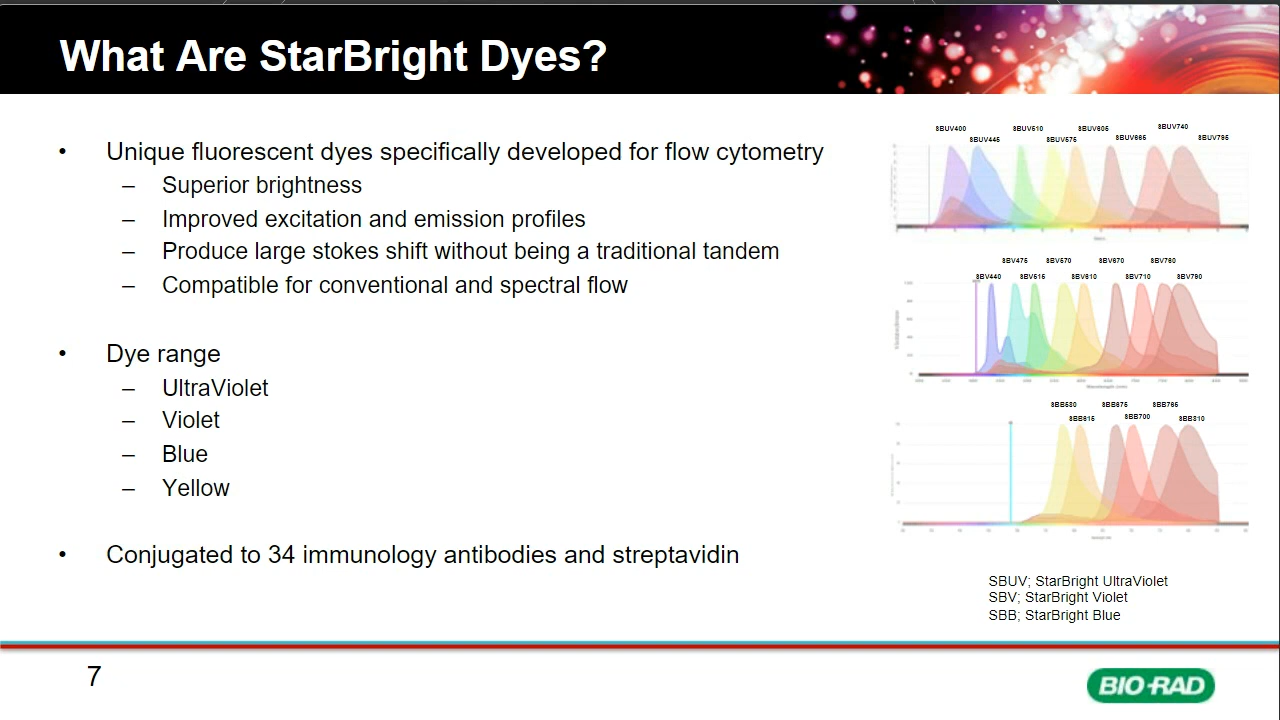 What Are StarBright Dyes?
• Unique fluorescent dyes specifically developed for flow cytometry
– Superior brightness
– Improved excitation and emission profiles
– Produce large stokes shift without being a traditional tandem
– Compatible for conventional and spectral flow
• Dye range
– UltraViolet
– Violet
– Blue
– Yellow
• Conjugated to 34 immunology antibodies and streptavidin
SBUV400 SBUV510 SBUV605 SBUV740
SBUV445 SBUV575 SBUV665 SBUV795
SBV475 SBV570 SBV670 SBV760
SBV440 SBV515 SBV610 SBV710 SBV790
SBB580 SBB675 SBB765
SBB615 SBB700 SBB810
SBUV; StarBright UltraViolet
SBV; StarBright Violet
SBB; StarBright Blue
7
BIO-RAD